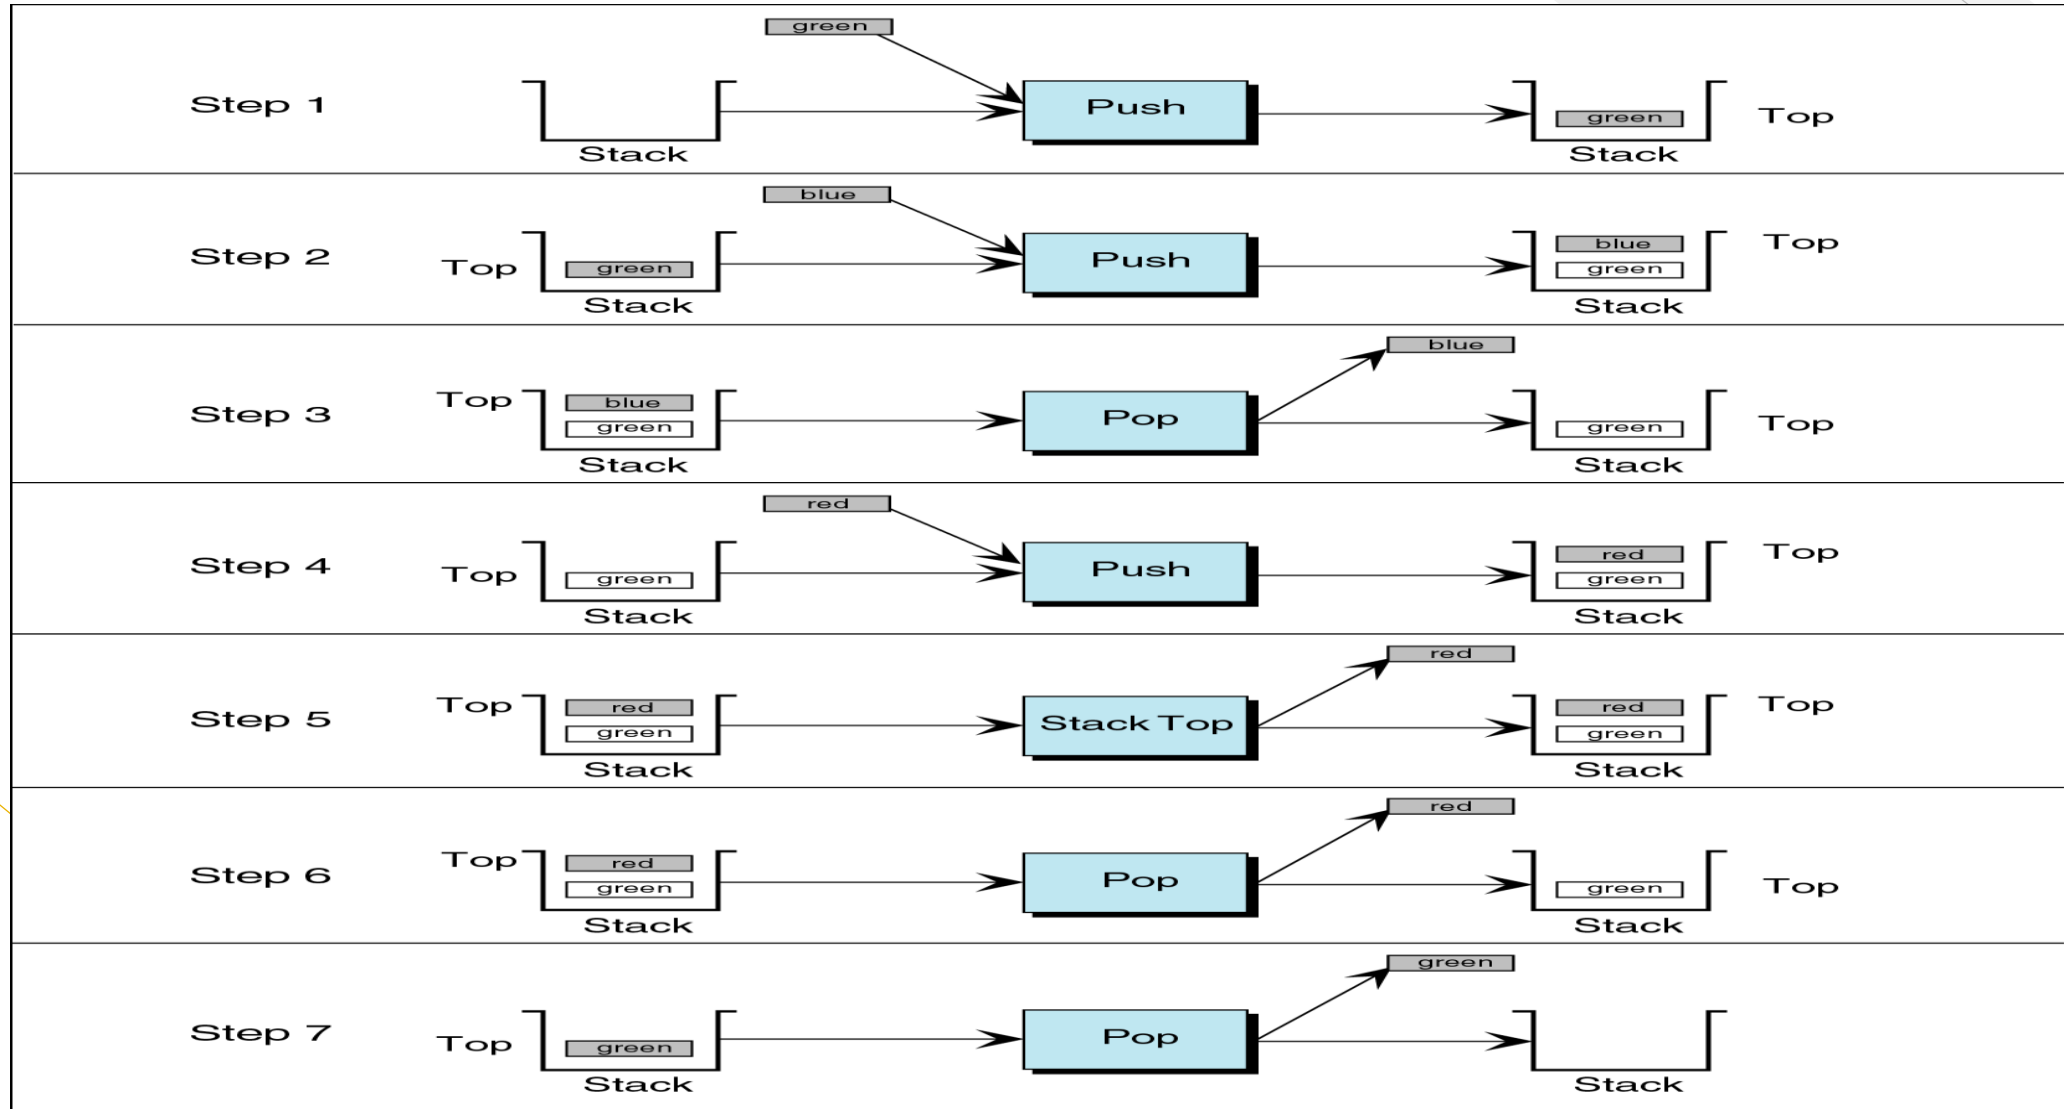 green
Step 1
Push
green
Top
Stack
Stack
blue
Step 2
Top
green
Push
blue
green
Top
Stack
Stack
blue
Step 3
Top
blue
green
Pop
green
Top
Stack
Stack
red
Step 4
Top
green
Push
red
green
Top
Stack
Stack
red
Step 5
Top
red
green
Stack Top
red
green
Top
Stack
Stack
red
Step 6
Top
red
green
Pop
green
Top
Stack
Stack
green
Step 7
Top
green
Pop
Stack
Stack